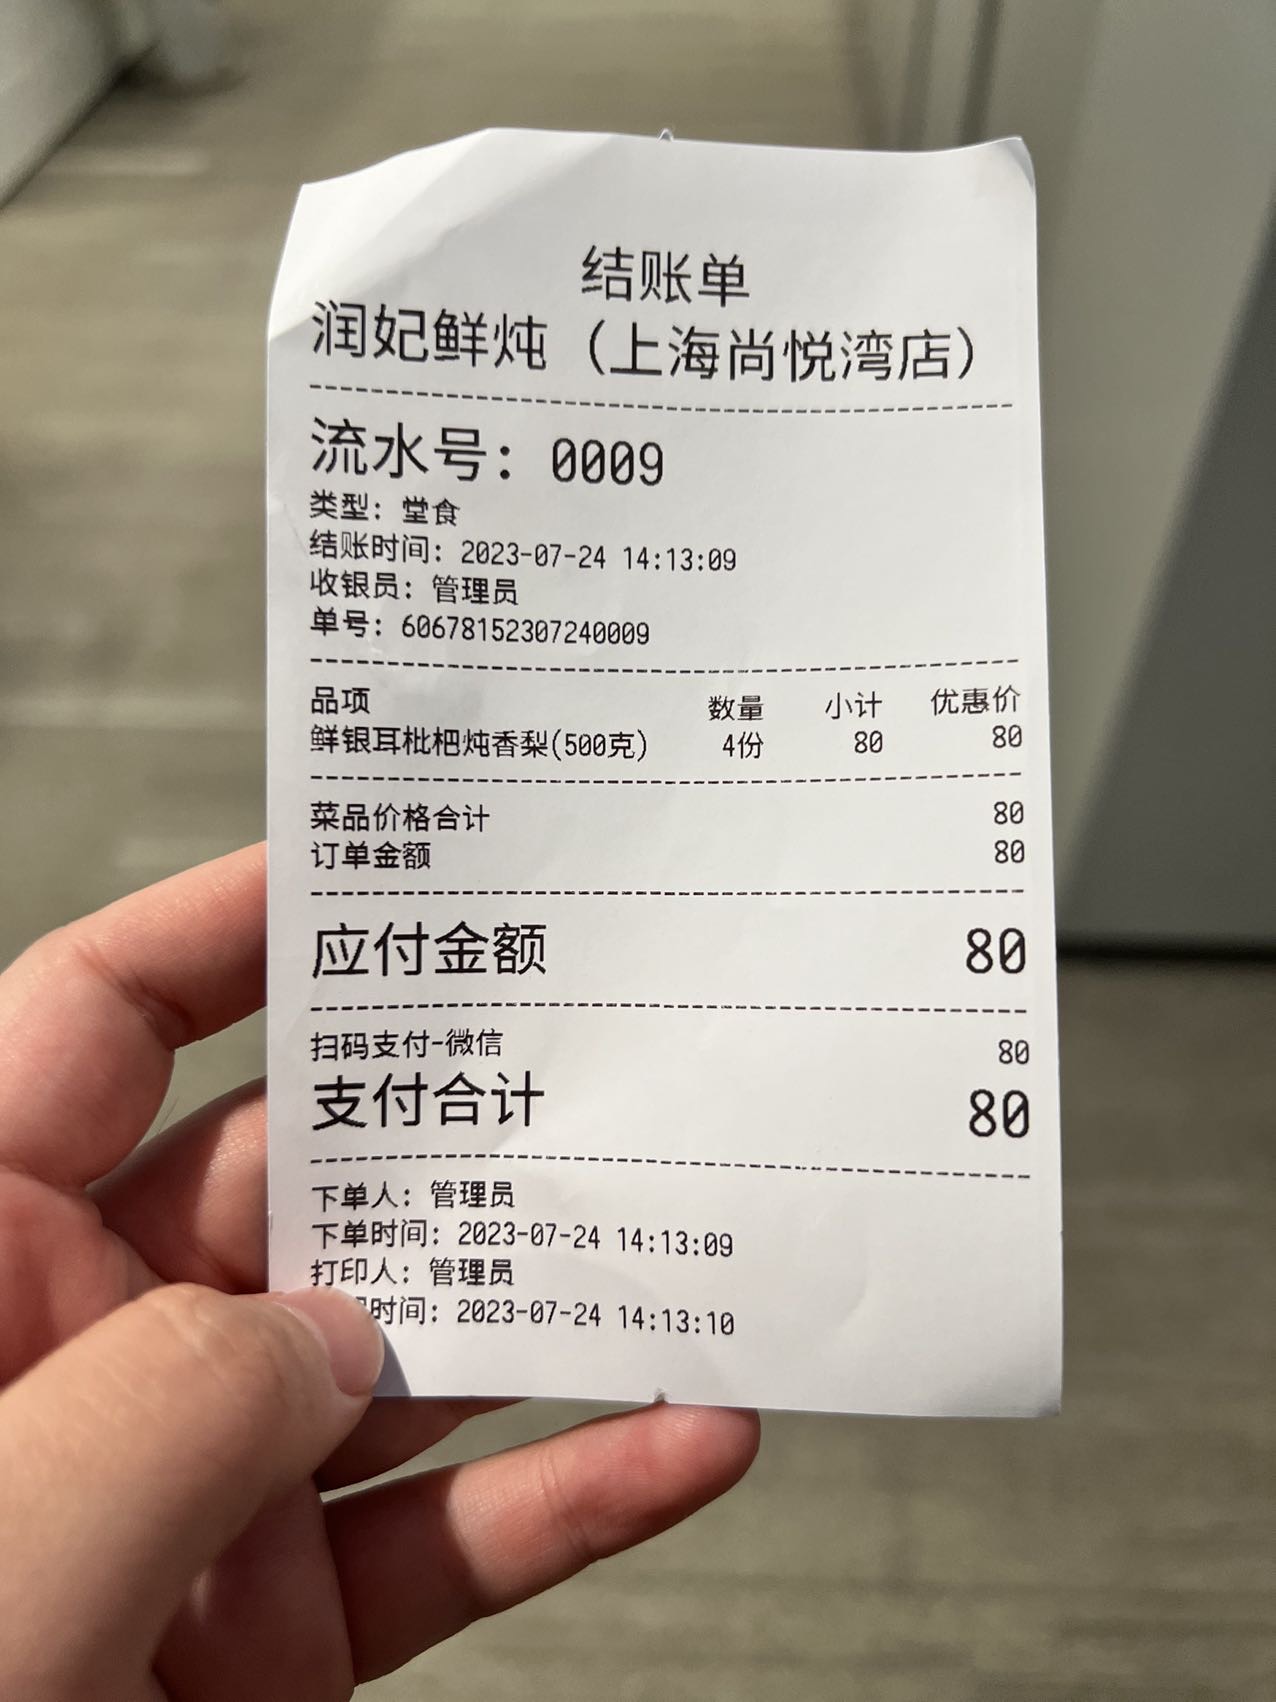 结账单
润妃鲜炖（上海尚悦湾店）
流水号：0009
类型：堂食
结账时间：2023-07-24 14:13:09
收银员：管理员
单号：60678152307240009
品项 数量 小计 优惠价
鲜银耳枇杷炖香梨(500克) 4份 80 80
菜品价格合计 80
订单金额 80
应付金额 80
扫码支付-微信 80
支付合计 80
下单人：管理员
下单时间：2023-07-24 14:13:09
打印人：管理员
时间：2023-07-24 14:13:10